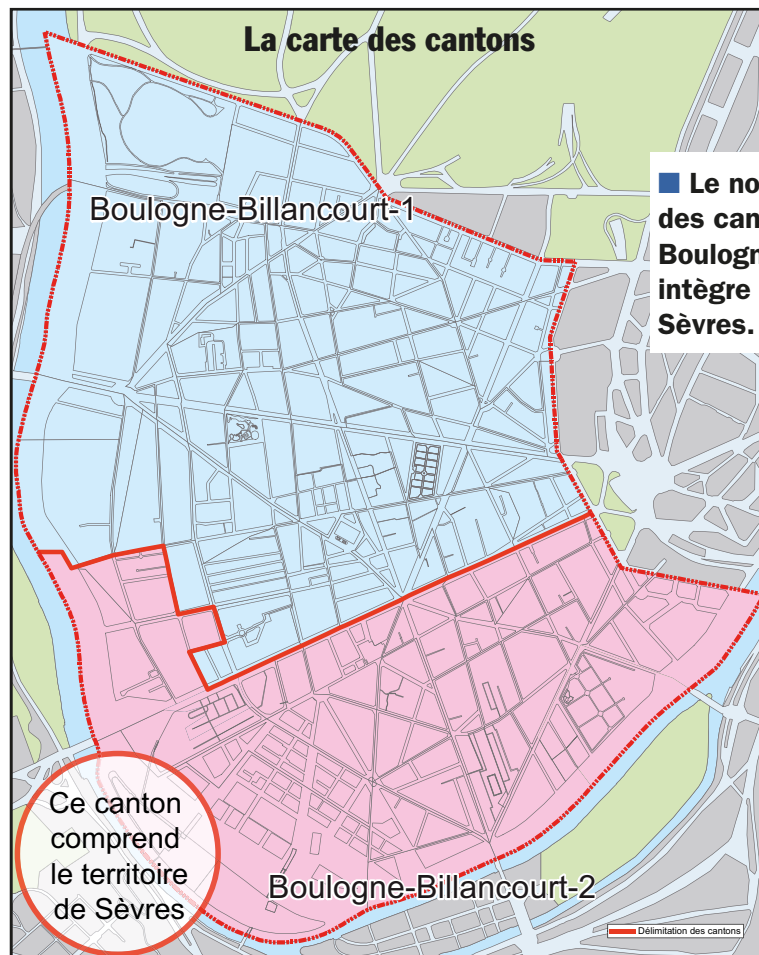 La carte des cantons
Boulogne-Billancourt-1
■ Le no
des can
Boulogn
intègre
Sèvres.
Ce canton
comprend
le territoire
de Sèvres
Boulogne-Billancourt-2
Délimitation des cantons